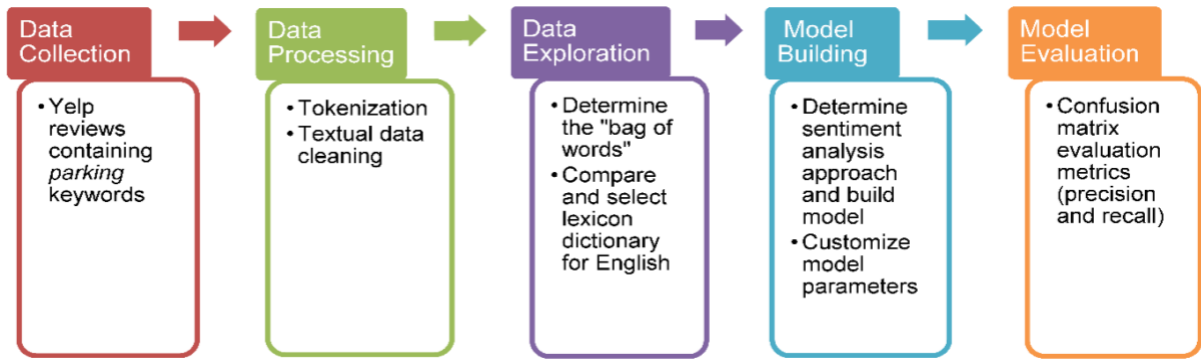 Data
Collection
• Yelp
reviews
containing
parking
keywords
Data
Processing
• Tokenization
• Textual data
cleaning
Data
Exploration
• Determine
the "bag of
words"
• Compare
and select
lexicon
dictionary
for English
Model
Building
• Determine
sentiment
analysis
approach
and build
model
• Customize
model
parameters
Model
Evaluation
• Confusion
matrix
evaluation
metrics
(precision
and recall)